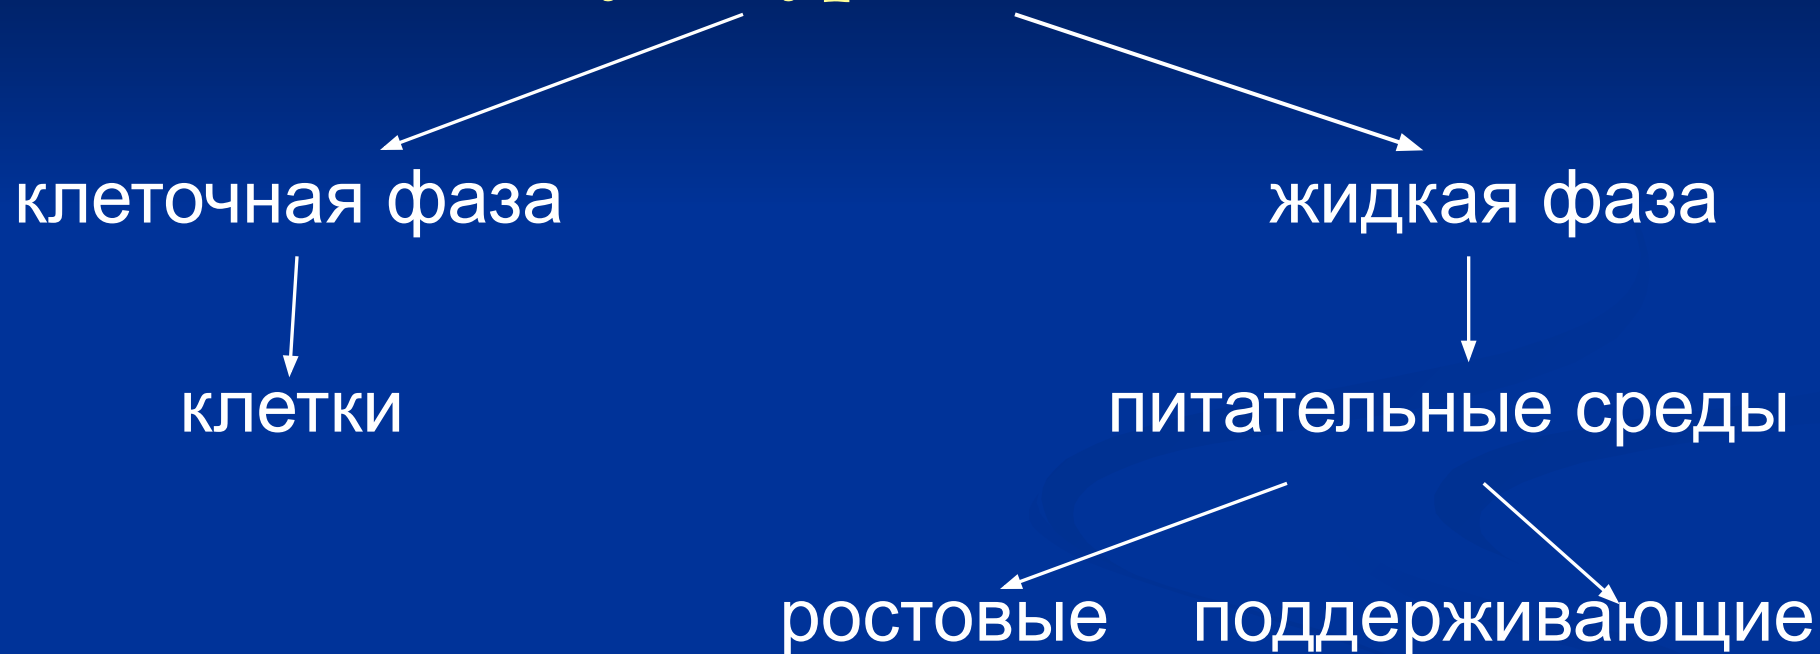 клеточная фаза жидкая фаза
клетки питательные среды
ростовые поддерживающие